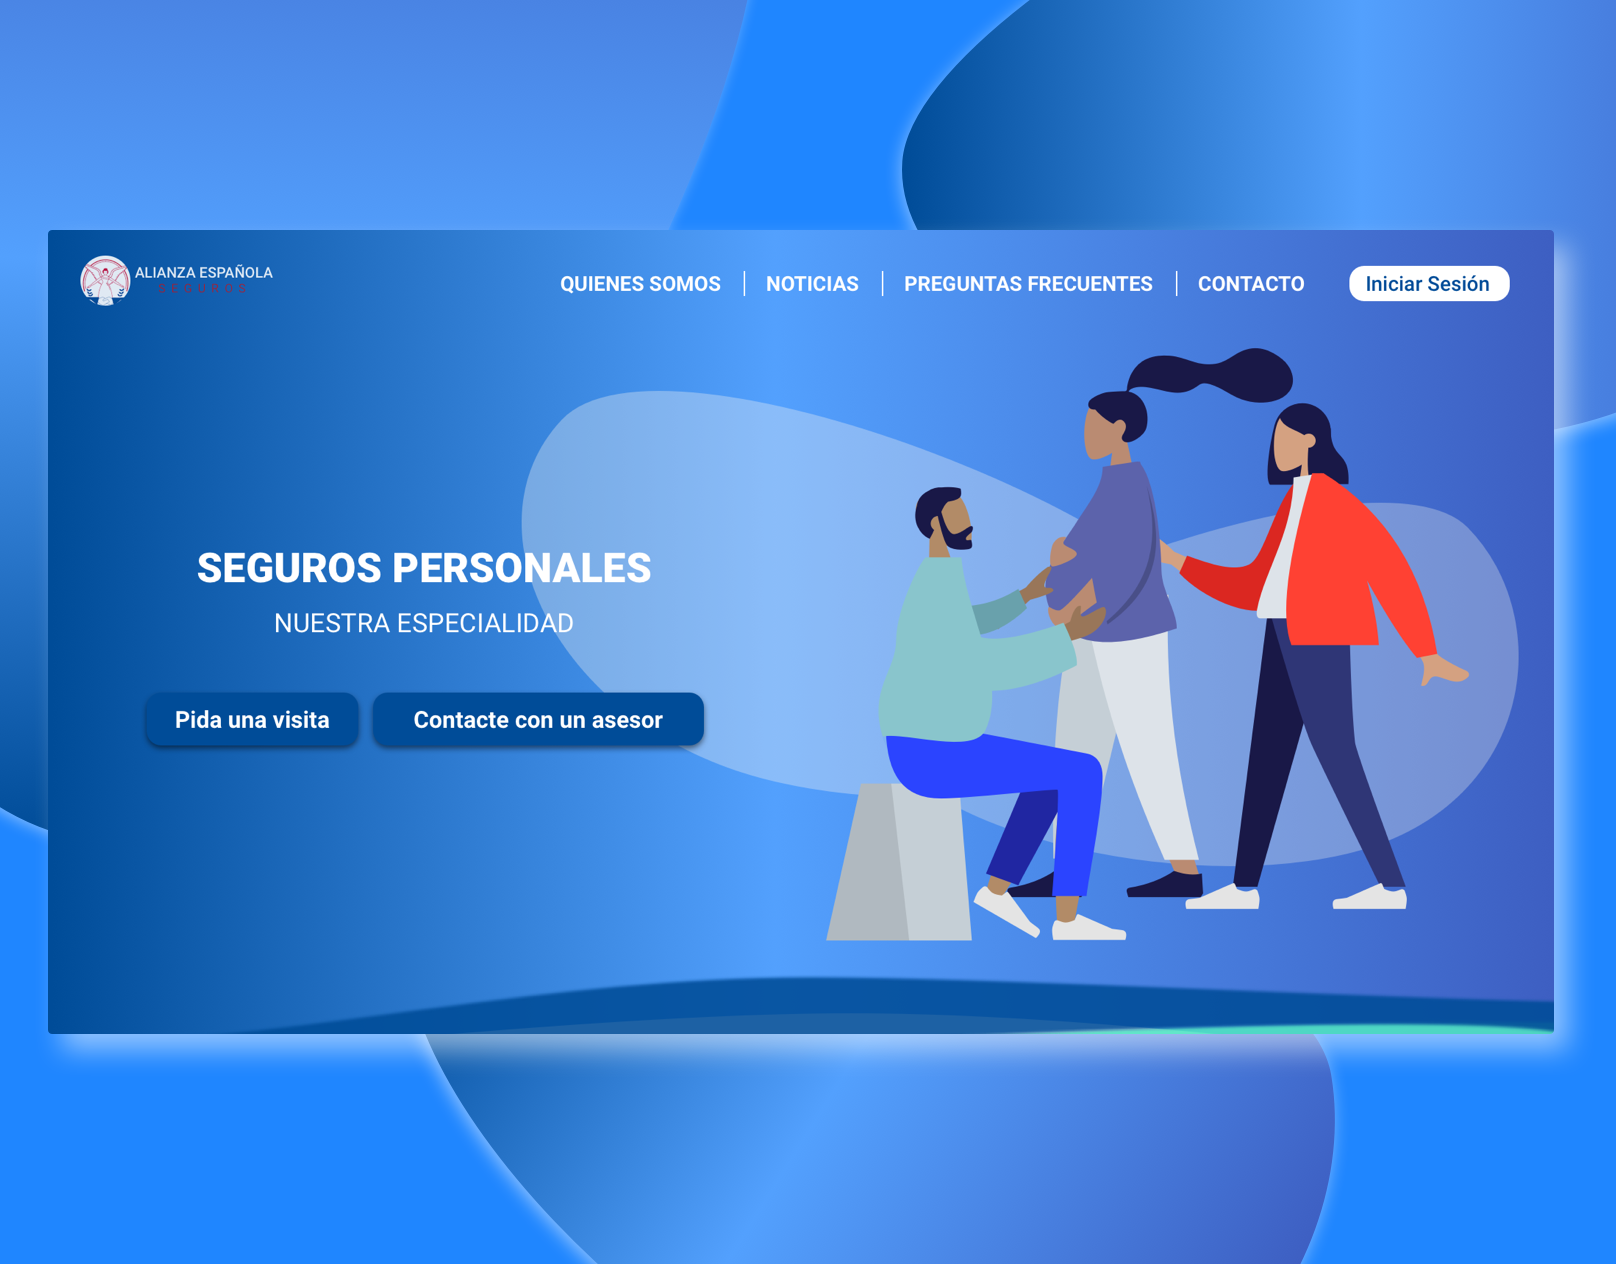 ALIANZA ESPAÑOLA
SEGUROS
QUIENES SOMOS
NOTICIAS
PREGUNTAS FRECUENTES
CONTACTO
Iniciar Sesión
SEGUROS PERSONALES
NUESTRA ESPECIALIDAD
Pida una visita
Contacte con un asesor